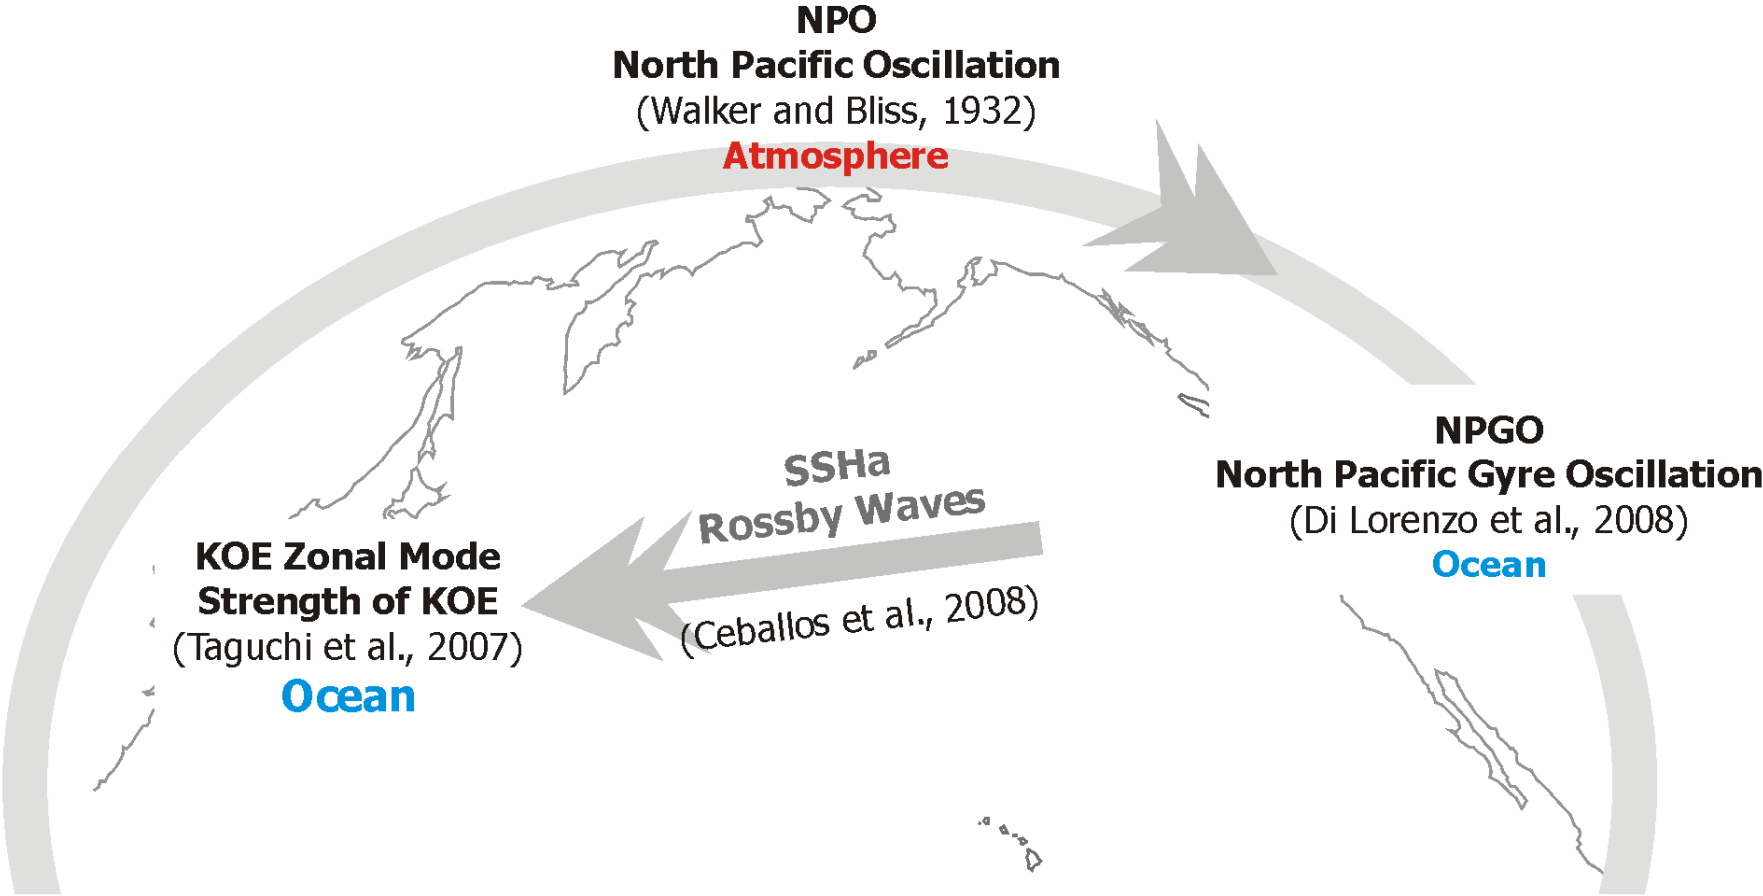 NPO
North Pacific Oscillation
(Walker and Bliss, 1932)
Atmosphere
NPGO
North Pacific Gyre Oscillation
(Di Lorenzo et al., 2008)
Ocean
SSHa
Rossby Waves
(Ceballos et al., 2008)
KOE Zonal Mode
Strength of KOE
(Taguchi et al., 2007)
Ocean